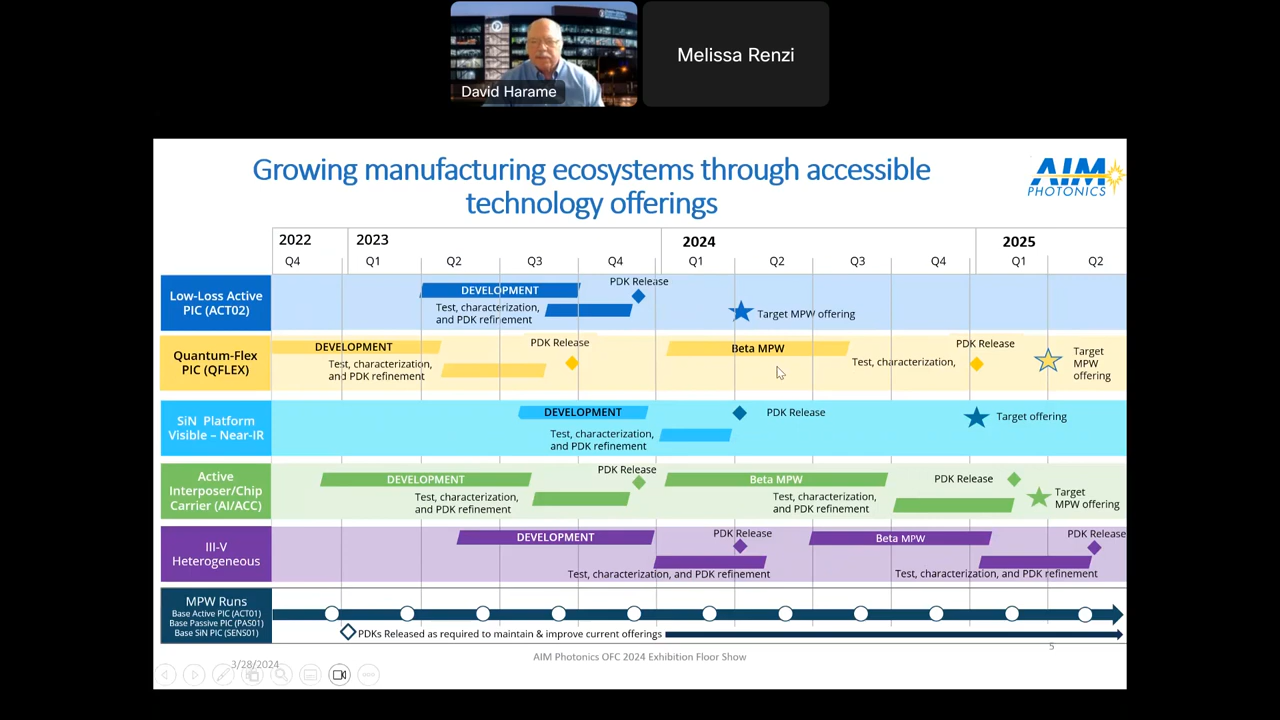 David Harame
Melissa Renzi
Growing manufacturing ecosystems through accessible
technology offerings
AIM
PHOTONICS
2022 2023 2024 2025
Q4 Q1 Q2 Q3 Q4 Q1 Q2 Q3 Q4 Q1 Q2
Low-Loss Active
PIC (ACT02)
DEVELOPMENT
Test, characterization,
and PDK refinement
PDK Release
Target MPW offering
Quantum-Flex
PIC (QFLEX)
DEVELOPMENT
Test, characterization,
and PDK refinement
PDK Release
Beta MPW
Test, characterization,
PDK Release
Target
MPW
offering
SiN Platform
Visible – Near-IR
DEVELOPMENT
Test, characterization,
and PDK refinement
PDK Release
Target offering
Active
Interposer/Chip
Carrier (AI/ACC)
DEVELOPMENT
Test, characterization,
and PDK refinement
PDK Release
Beta MPW
Test, characterization,
and PDK refinement
PDK Release
Target
MPW offering
III-V
Heterogeneous
DEVELOPMENT
Test, characterization, and PDK refinement
PDK Release
Beta MPW
Test, characterization, and PDK refinement
PDK Release
MPW Runs
Base Active PIC (ACT01)
Base Passive PIC (PAS01)
Base SiN PIC (SENS01)
PDKs Released as required to maintain & improve current offerings
3/28/2024
AIM Photonics OFC 2024 Exhibition Floor Show
5